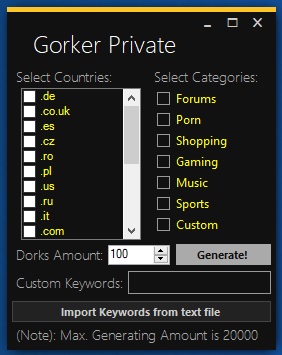 Gorker Private
Select Countries:
.de
.co.uk
.es
.cz
.ro
.pl
.us
.ru
.it
.com
Select Categories:
Forums
Porn
Shopping
Gaming
Music
Sports
Custom
Dorks Amount: 100 Generate!
Custom Keywords:
Import Keywords from text file
(Note): Max. Generating Amount is 20000